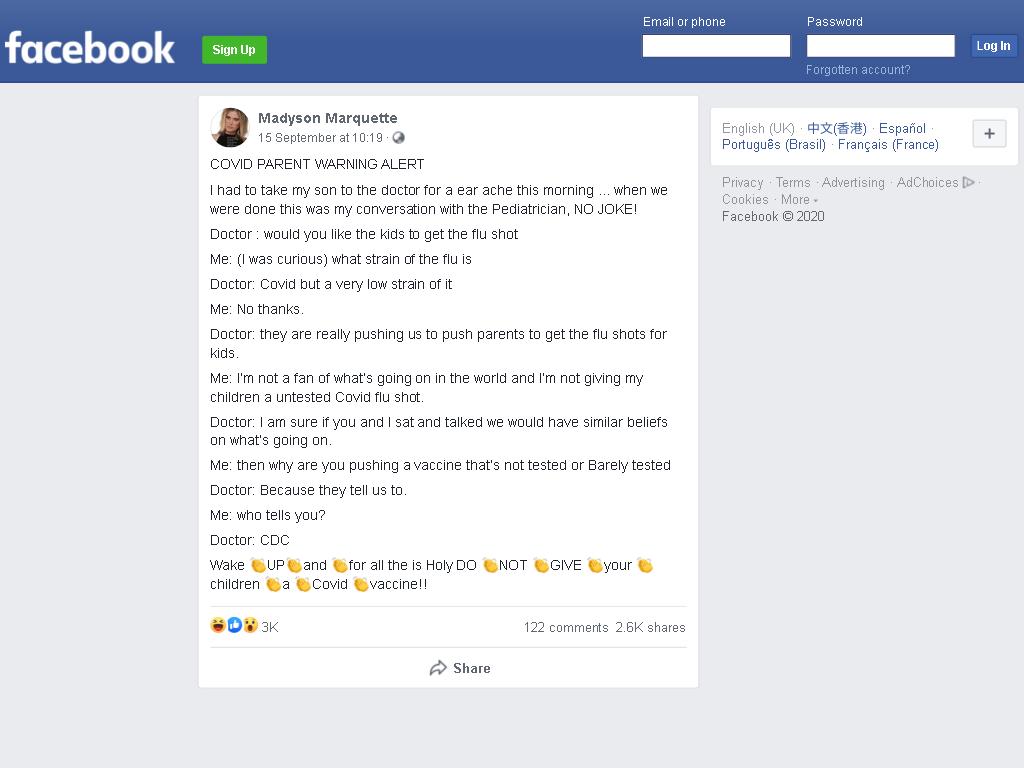 facebook
Sign Up
Email or phone
Password
Log In
Forgotten account?
Madyson Marquette
15 September at 10:19 ·
COVID PARENT WARNING ALERT
I had to take my son to the doctor for a ear ache this morning ... when we
were done this was my conversation with the Pediatrician, NO JOKE!
Doctor : would you like the kids to get the flu shot
Me: (I was curious) what strain of the flu is
Doctor: Covid but a very low strain of it
Me: No thanks.
Doctor: they are really pushing us to push parents to get the flu shots for
kids.
Me: I'm not a fan of what's going on in the world and I'm not giving my
children a untested Covid flu shot.
Doctor: I am sure if you and I sat and talked we would have similar beliefs
on what's going on.
Me: then why are you pushing a vaccine that's not tested or Barely tested
Doctor: Because they tell us to.
Me: who tells you?
Doctor: CDC
Wake 👏UP👏and 👏for all the is Holy DO 👏NOT 👏GIVE 👏your 👏
children 👏a 👏Covid 👏vaccine!!
3K
122 comments 2.6K shares
Share
English (UK) · 中文(香港) · Español ·
Português (Brasil) · Français (France)
+
Privacy · Terms · Advertising · AdChoices ·
Cookies · More
Facebook © 2020